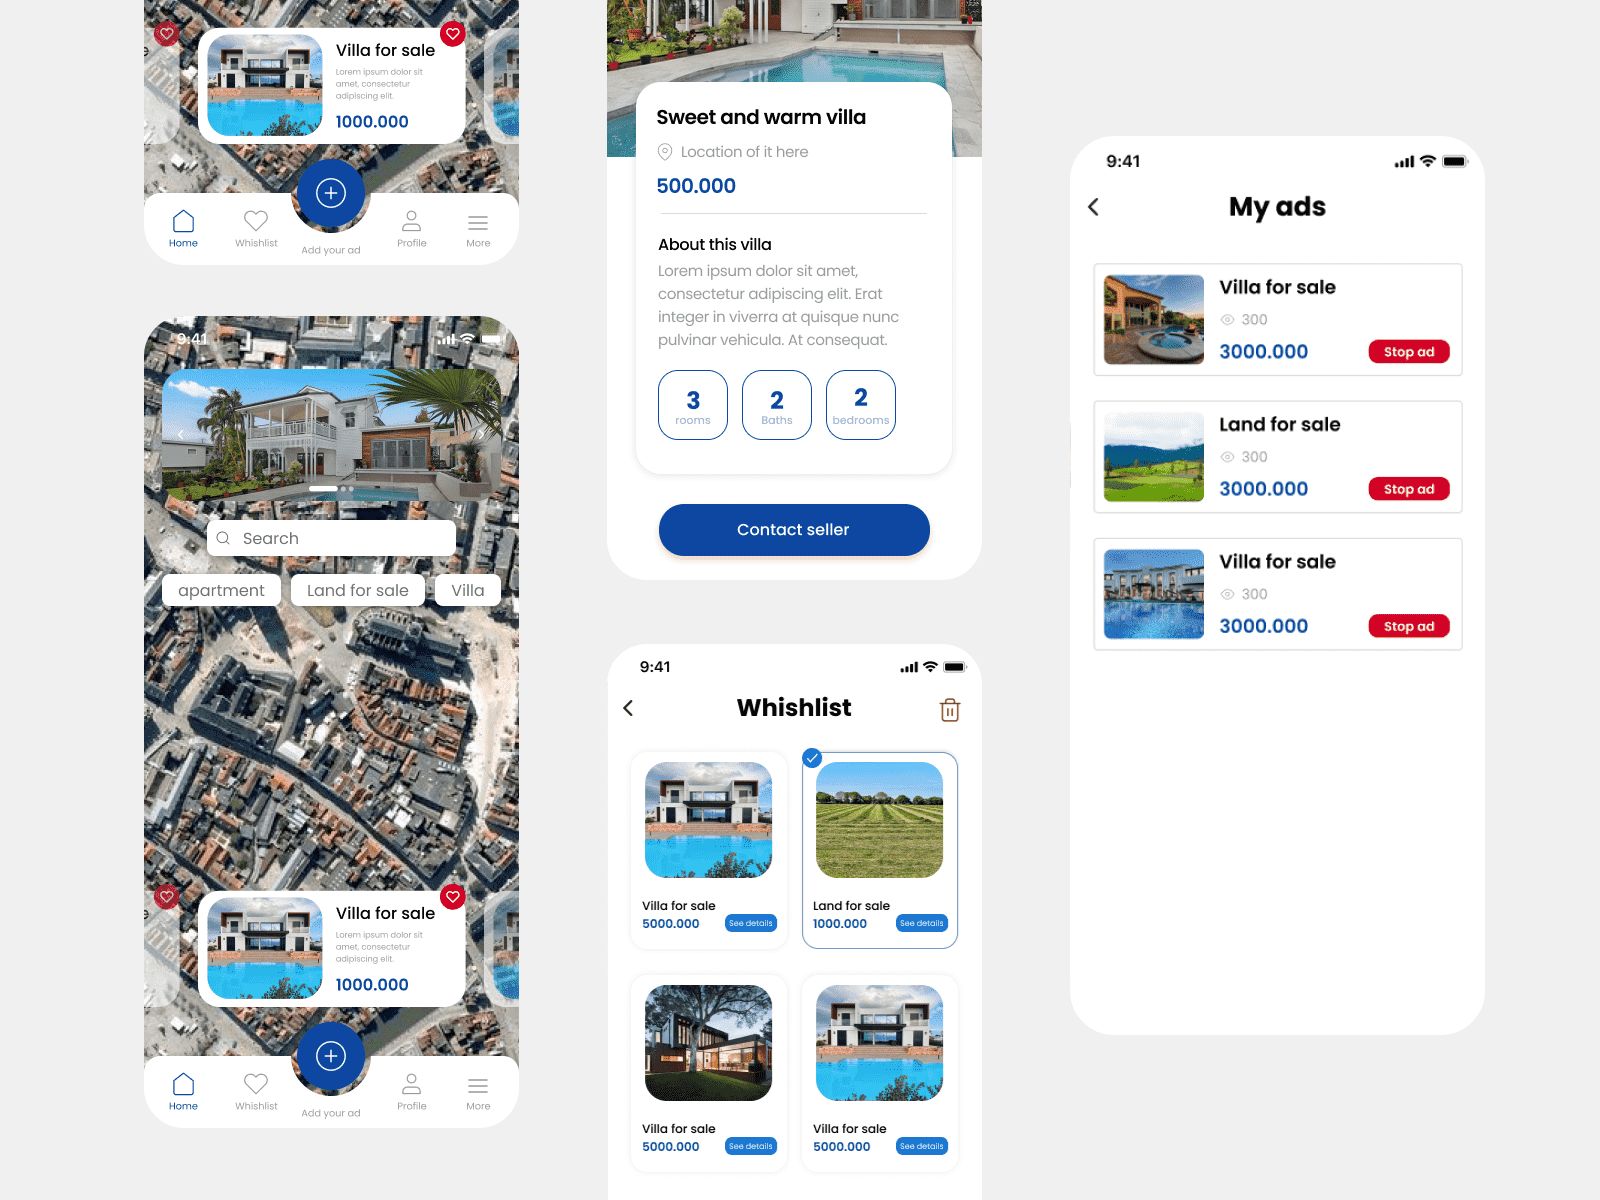 e
Villa for sale
Lorem ipsum dolor sit
amet, consectetur
adipiscing elit.
1000.000
Home
Whishlist
Add your ad
Profile
More
9:41
Search
apartment
Land for sale
Villa
e
Villa for sale
Lorem ipsum dolor sit
amet, consectetur
adipiscing elit.
1000.000
Home
Whishlist
Add your ad
Profile
More
Sweet and warm villa
Location of it here
500.000
About this villa
Lorem ipsum dolor sit amet,
consectetur adipiscing elit. Erat
integer in viverra at quisque nunc
pulvinar vehicula. At consequat.
3
rooms
2
Baths
2
bedrooms
Contact seller
9:41
Whishlist
Villa for sale
5000.000 See details
Land for sale
1000.000 See details
Villa for sale
5000.000 See details
Villa for sale
5000.000 See details
9:41
My ads
Villa for sale
300
3000.000 Stop ad
Land for sale
300
3000.000 Stop ad
Villa for sale
300
3000.000 Stop ad